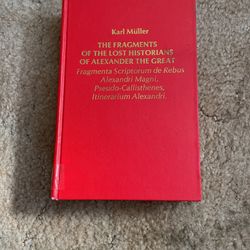 Karl Müller
THE FRAGMENTS
OF THE LOST HISTORIANS
OF ALEXANDER THE GREAT
Fragmenta Scriptorum de Rebus
Alexandri Magni,
Pseudo-Callisthenes,
Itinerarium Alexandri.